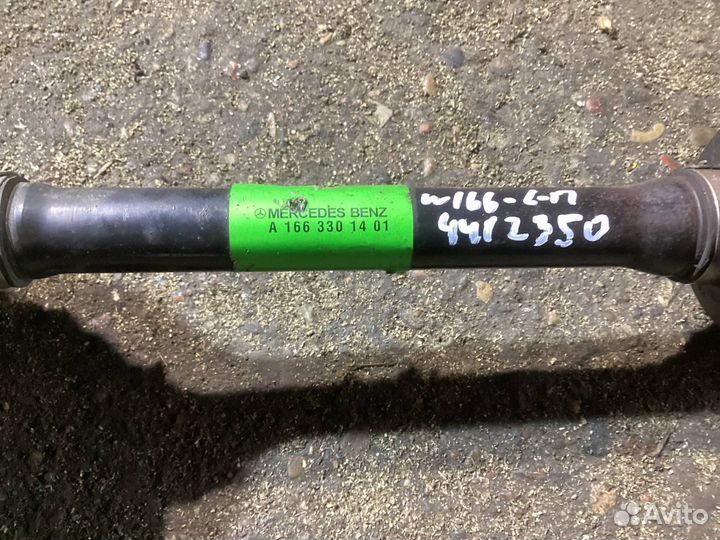 MERCEDES BENZ
A 166 330 14 01
w166-L-П
4412350
Avito